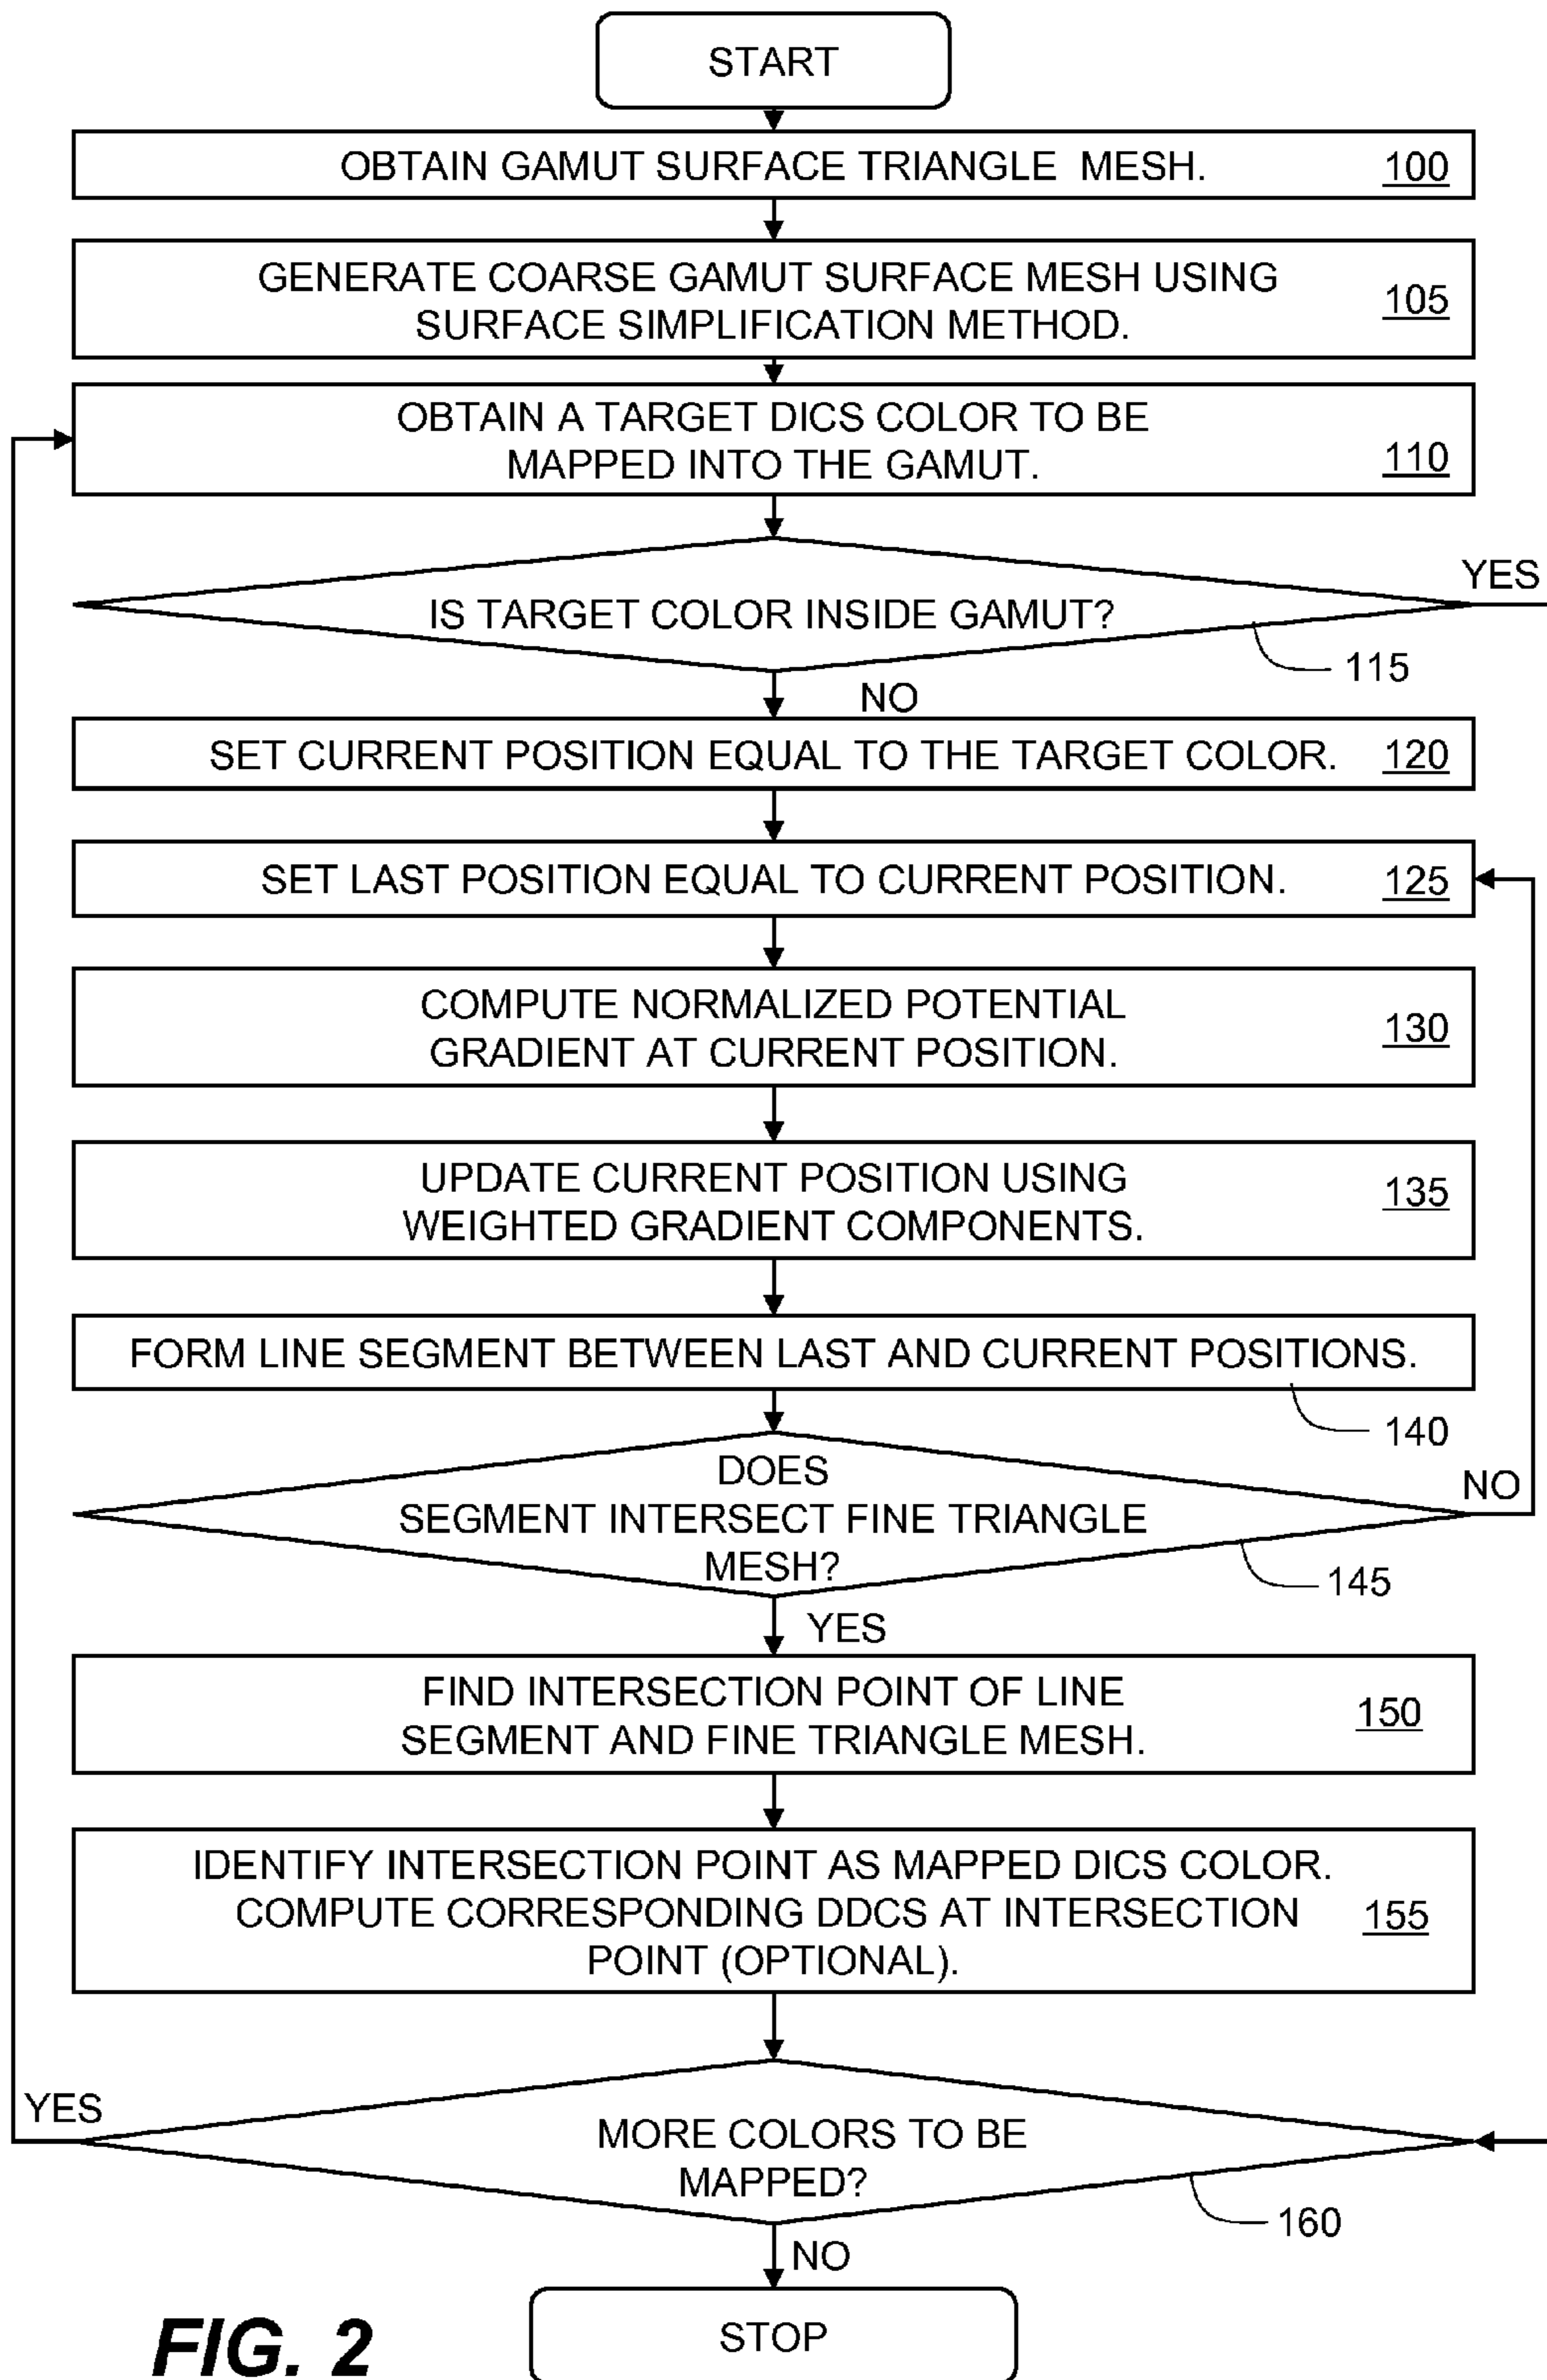 START
OBTAIN GAMUT SURFACE TRIANGLE MESH. 100
GENERATE COARSE GAMUT SURFACE MESH USING
SURFACE SIMPLIFICATION METHOD.
105
OBTAIN A TARGET DICS COLOR TO BE
MAPPED INTO THE GAMUT.
110
YES
IS TARGET COLOR INSIDE GAMUT?
115
NO
SET CURRENT POSITION EQUAL TO THE TARGET COLOR. 120
SET LAST POSITION EQUAL TO CURRENT POSITION. 125
COMPUTE NORMALIZED POTENTIAL
GRADIENT AT CURRENT POSITION.
130
UPDATE CURRENT POSITION USING
WEIGHTED GRADIENT COMPONENTS.
135
FORM LINE SEGMENT BETWEEN LAST AND CURRENT POSITIONS.
140
DOES
SEGMENT INTERSECT FINE TRIANGLE
MESH?
NO
145
YES
FIND INTERSECTION POINT OF LINE
SEGMENT AND FINE TRIANGLE MESH.
150
IDENTIFY INTERSECTION POINT AS MAPPED DICS COLOR.
COMPUTE CORRESPONDING DDCS AT INTERSECTION
POINT (OPTIONAL).
155
YES
MORE COLORS TO BE
MAPPED?
160
NO
STOP
FIG. 2